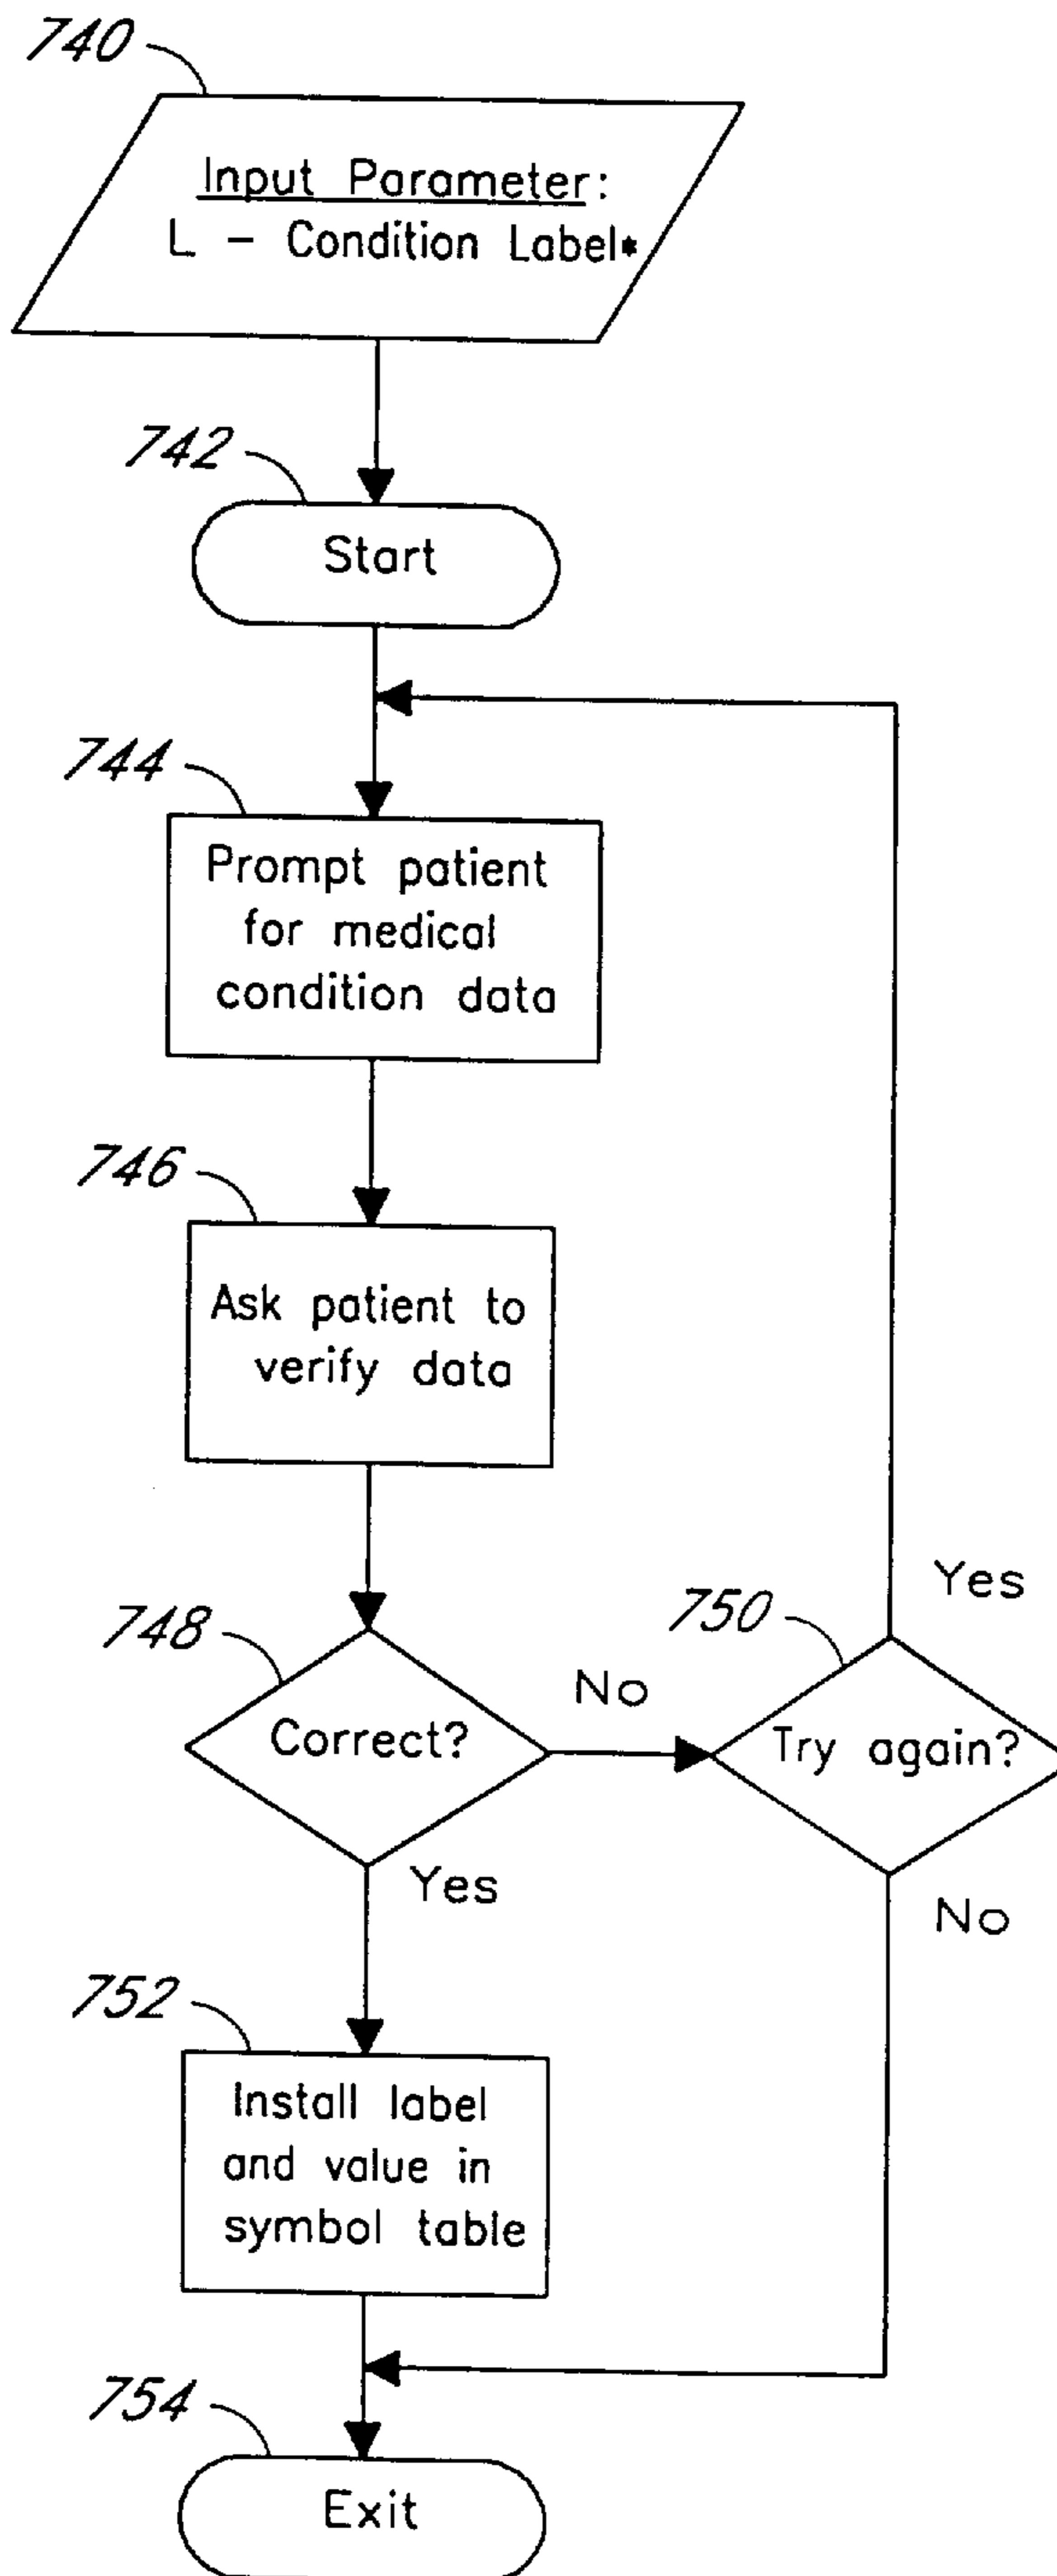 740
Input Parameter:
L - Condition Label*
742
Start
744
Prompt patient
for medical
condition data
746
Ask patient to
verify data
748
Correct?
No
750
Try again?
Yes
Yes
No
752
Install label
and value in
symbol table
754
Exit